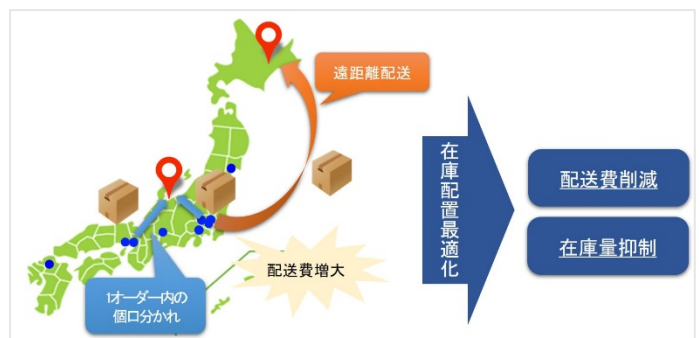 遠距離配送
配送費増大
1オーダー内の
個口分かれ
在庫配置最適化
配送費削減
在庫量抑制